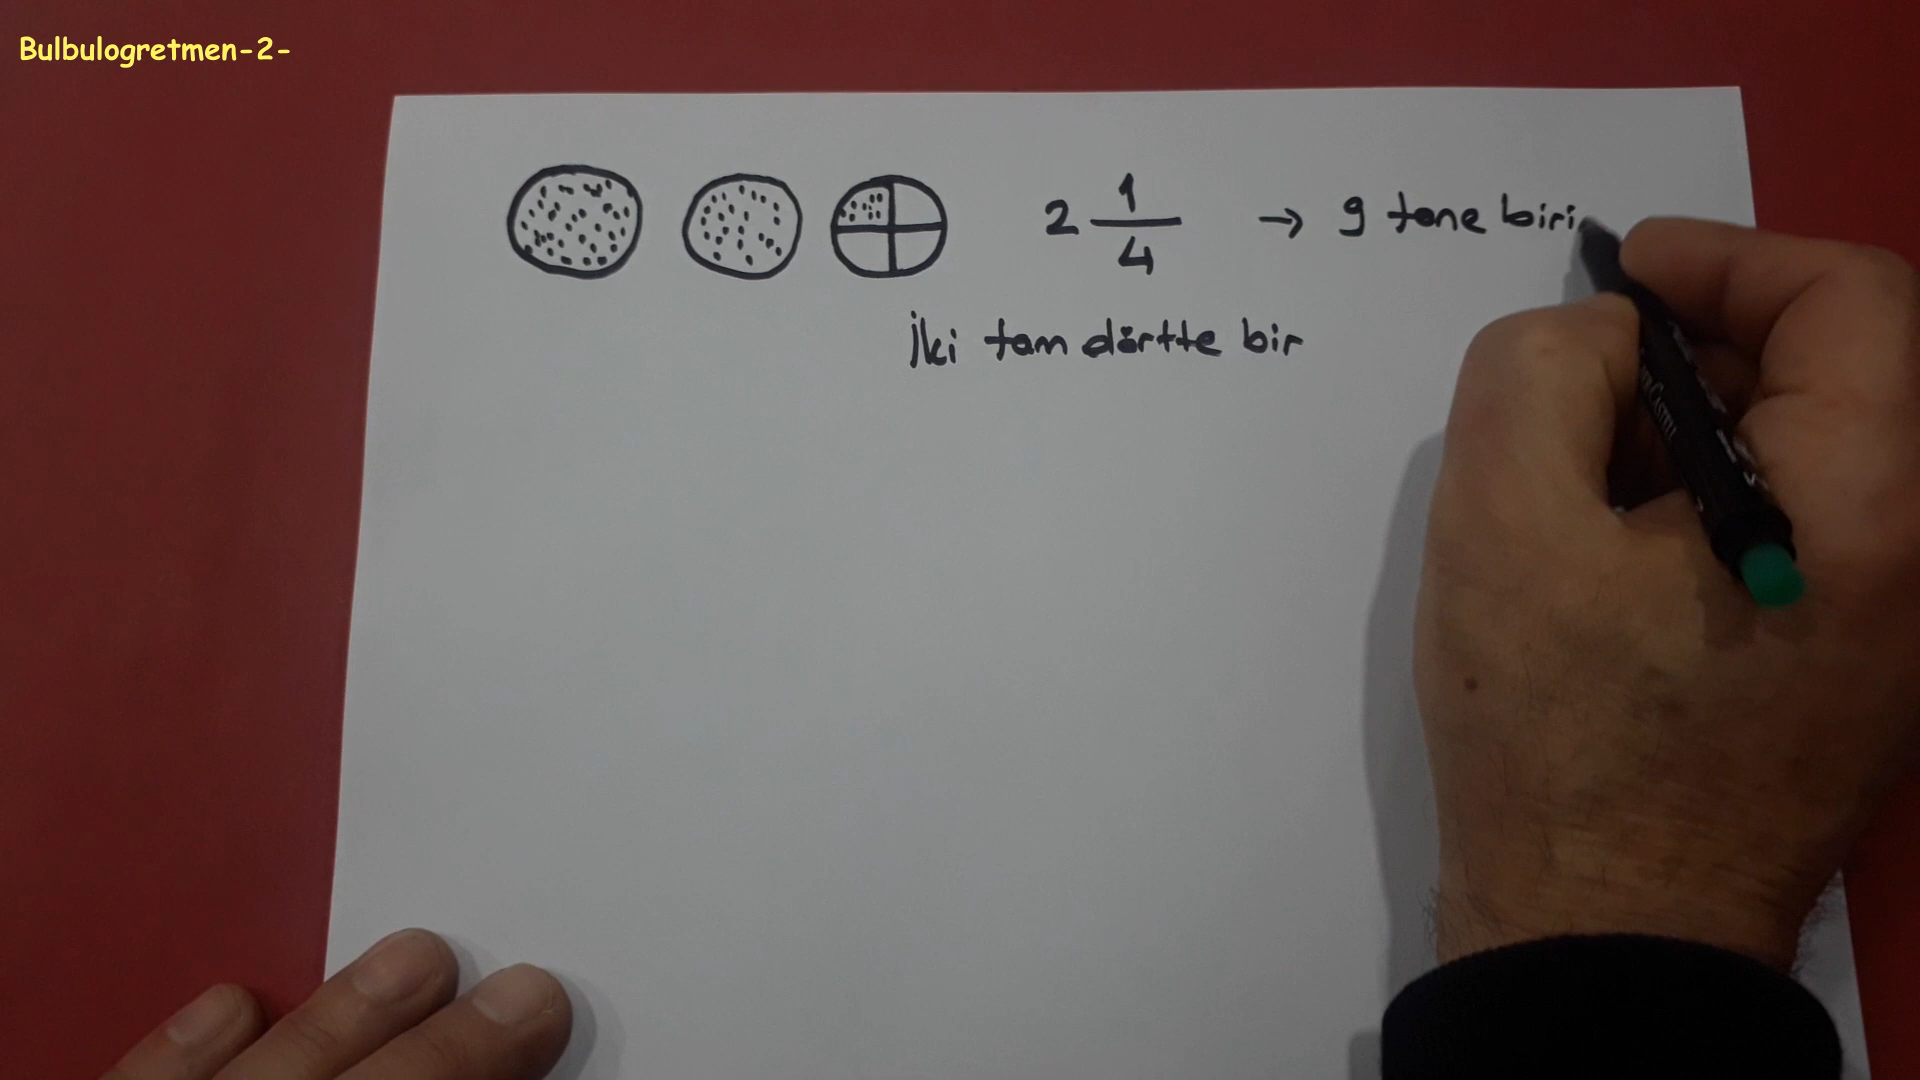 Bulbulogretmen-2-
2 1/4 → 9 tane biri
İki tam dörtte bir